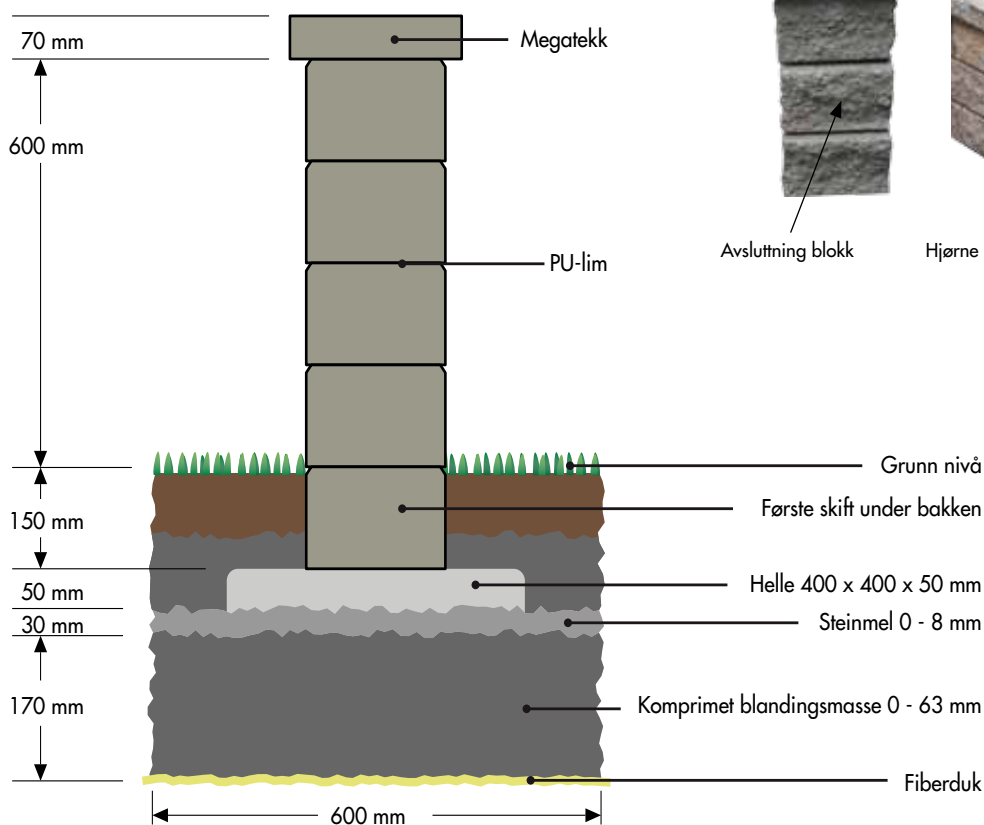 70 mm
Megatekk
600 mm
PU-lim
Avsluttning blokk
Hjørne
Grunn nivå
150 mm
Første skift under bakken
50 mm
Helle 400 x 400 x 50 mm
30 mm
Steinmel 0 - 8 mm
170 mm
Komprimet blandingsmasse 0 - 63 mm
Fiberduk
600 mm